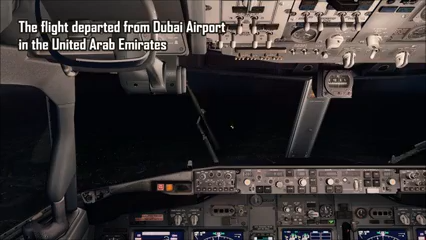 The flight departed from Dubai Airport
in the United Arab Emirates